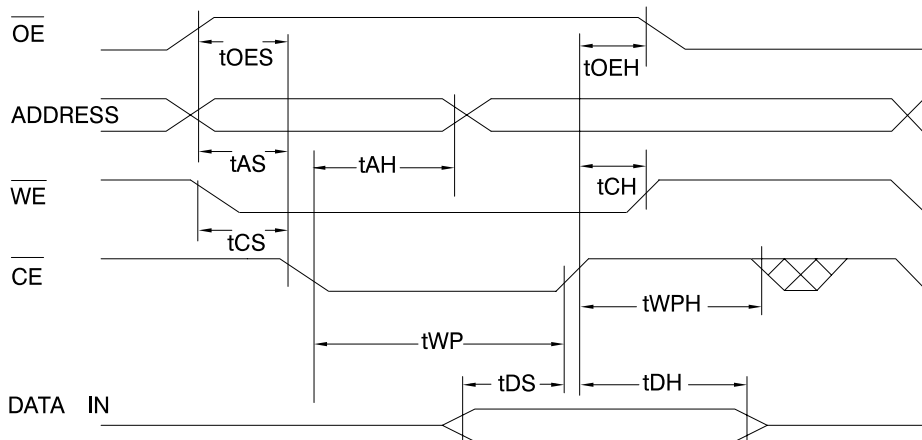 OE
tOES
tOEH
ADDRESS
tAS
tAH
WE
tCH
tCS
CE
tWPH
tWP
tDS
tDH
DATA IN